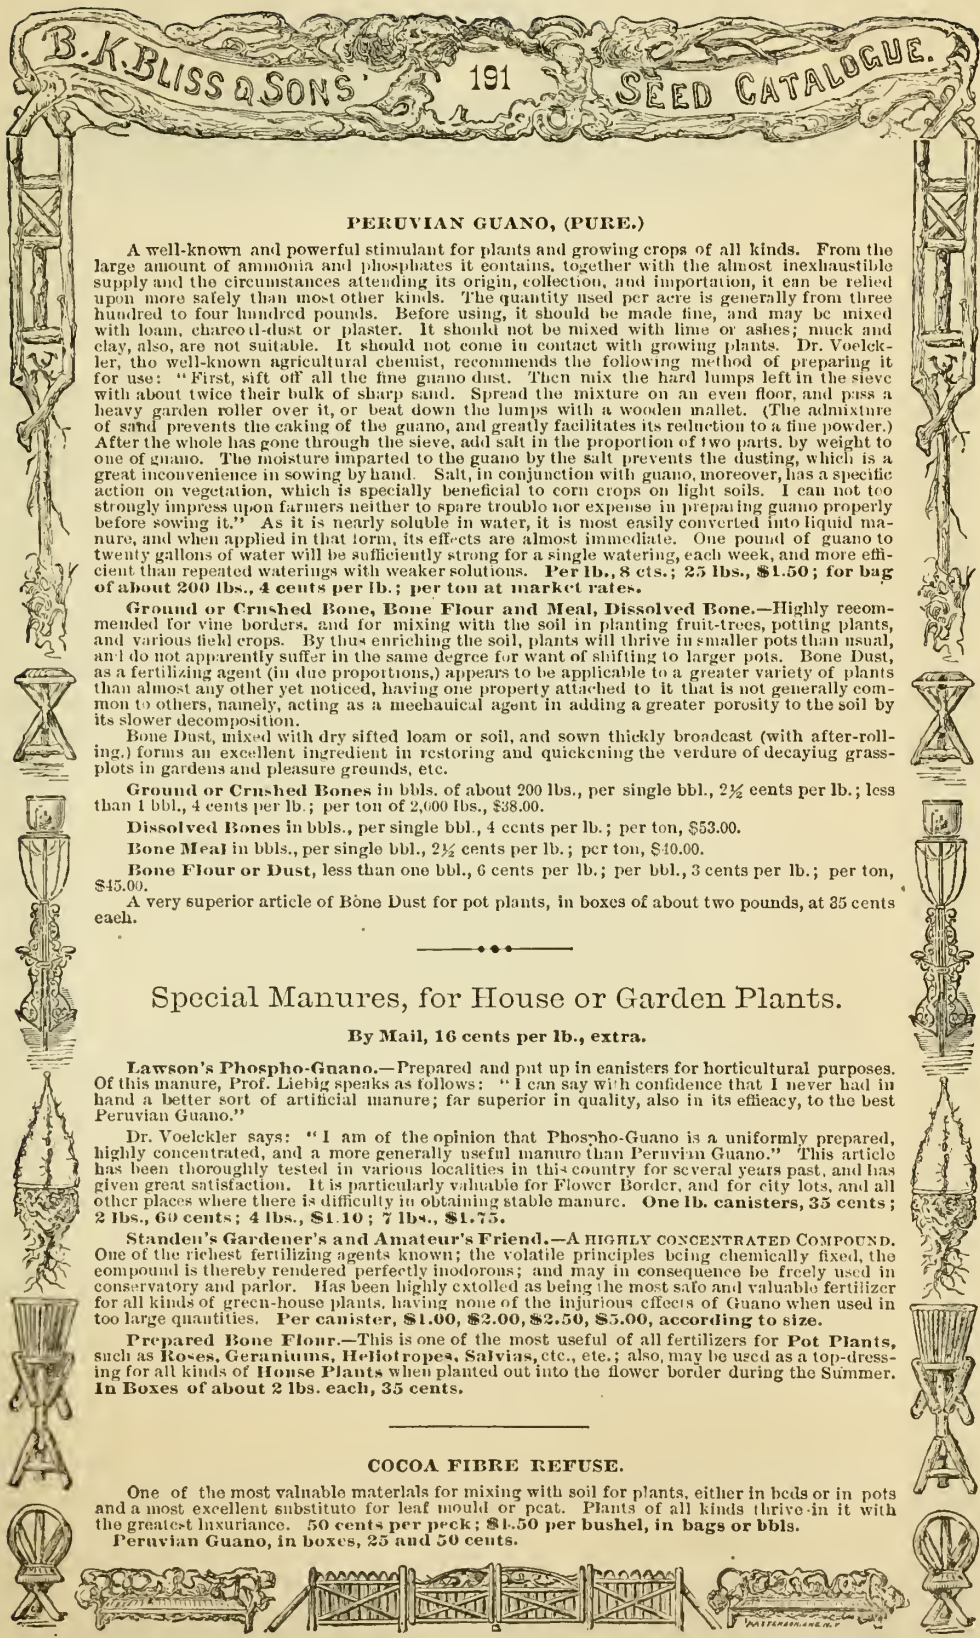 B. K. BLISS & SONS' 191 SEED CATALOGUE.
PERUVIAN GUANO, (PURE.)
A well-known and powerful stimulant for plants and growing crops of all kinds. From the
large amount of ammonia and phosphates it contains, together with the almost inexhaustible
supply and the circumstances attending its origin, collection, and importation, it can be relied
upon more safely than most other kinds. The quantity used per acre is generally from three
hundred to four hundred pounds. Before using, it should be made fine, and may be mixed
with loam, charcoal-dust or plaster. It should not be mixed with lime or ashes; muck and
clay, also, are not suitable. It should not come in contact with growing plants. Dr. Voelck-
ler, the well-known agricultural chemist, recommends the following method of preparing it
for use: "First, sift off all the fine guano dust. Then mix the hard lumps left in the sieve
with about twice their bulk of sharp sand. Spread the mixture on an even floor, and pass a
heavy garden roller over it, or beat down the lumps with a wooden mallet. (The admixture
of sand prevents the caking of the guano, and greatly facilitates its reduction to a fine powder.)
After the whole has gone through the sieve, add salt in the proportion of two parts. by weight to
one of guano. The moisture imparted to the guano by the salt prevents the dusting, which is a
great inconvenience in sowing by hand. Salt, in conjunction with guano, moreover, has a specific
action on vegetation, which is specially beneficial to corn crops on light soils. I can not too
strongly impress upon farmers neither to spare trouble nor expense in preparing guano properly
before sowing it." As it is nearly soluble in water, it is most easily converted into liquid ma-
nure, and when applied in that form, its effects are almost immediate. One pound of guano to
twenty gallons of water will be sufficiently strong for a single watering, each week, and more effi-
cient than repeated waterings with weaker solutions. Per lb., 8 cts.; 25 lbs., $1.50; for bag
of about 200 lbs., 4 cents per lb.; per ton at market rates.
Ground or Crushed Bone, Bone Flour and Meal, Dissolved Bone.—Highly recom-
mended for vine borders, and for mixing with the soil in planting fruit-trees, potting plants,
and various field crops. By thus enriching the soil, plants will thrive in smaller pots than usual,
and do not apparently suffer in the same degree for want of shifting to larger pots. Bone Dust,
as a fertilizing agent (in due proportions,) appears to be applicable to a greater variety of plants
than almost any other yet noticed, having one property attached to it that is not generally com-
mon to others, namely, acting as a mechanical agent in adding a greater porosity to the soil by
its slower decomposition.
Bone Dust, mixed with dry sifted loam or soil, and sown thickly broadcast (with after-roll-
ing,) forms an excellent ingredient in restoring and quickening the verdure of decaying grass-
plots in gardens and pleasure grounds, etc.
Ground or Crushed Bones in bbls. of about 200 lbs., per single bbl., 2½ cents per lb.; less
than 1 bbl., 4 cents per lb.; per ton of 2,000 lbs., $38.00.
Dissolved Bones in bbls., per single bbl., 4 cents per lb.; per ton, $53.00.
Bone Meal in bbls., per single bbl., 2½ cents per lb.; per ton, $40.00.
Bone Flour or Dust, less than one bbl., 6 cents per lb.; per bbl., 3 cents per lb.; per ton,
$45.00.
A very superior article of Bone Dust for pot plants, in boxes of about two pounds, at 35 cents
each.
Special Manures, for House or Garden Plants.
By Mail, 16 cents per lb., extra.
Lawson's Phospho-Guano.—Prepared and put up in canisters for horticultural purposes.
Of this manure, Prof. Liebig speaks as follows: "I can say with confidence that I never had in
hand a better sort of artificial manure; far superior in quality, also in its efficacy, to the best
Peruvian Guano."
Dr. Voelckler says: "I am of the opinion that Phospho-Guano is a uniformly prepared,
highly concentrated, and a more generally useful manure than Peruvian Guano." This article
has been thoroughly tested in various localities in this country for several years past, and has
given great satisfaction. It is particularly valuable for Flower Border, and for city lots, and all
other places where there is difficulty in obtaining stable manure. One lb. canisters, 35 cents;
2 lbs., 60 cents; 4 lbs., $1.10; 7 lbs., $1.75.
Standen's Gardener's and Amateur's Friend.—A HIGHLY CONCENTRATED COMPOUND.
One of the richest fertilizing agents known; the volatile principles being chemically fixed, the
compound is thereby rendered perfectly inodorous; and may in consequence be freely used in
conservatory and parlor. Has been highly extolled as being the most safe and valuable fertilizer
for all kinds of green-house plants, having none of the injurious effects of Guano when used in
too large quantities. Per canister, $1.00, $2.00, $2.50, $5.00, according to size.
Prepared Bone Flour.—This is one of the most useful of all fertilizers for Pot Plants,
such as Roses, Geraniums, Heliotropes, Salvias, etc., etc.; also, may be used as a top-dress-
ing for all kinds of House Plants when planted out into the flower border during the Summer.
In Boxes of about 2 lbs. each, 35 cents.
COCOA FIBRE REFUSE.
One of the most valuable materials for mixing with soil for plants, either in beds or in pots
and a most excellent substitute for leaf mould or peat. Plants of all kinds thrive in it with
the greatest luxuriance. 50 cents per peck; $1.50 per bushel, in bags or bbls.
Peruvian Guano, in boxes, 25 and 50 cents.